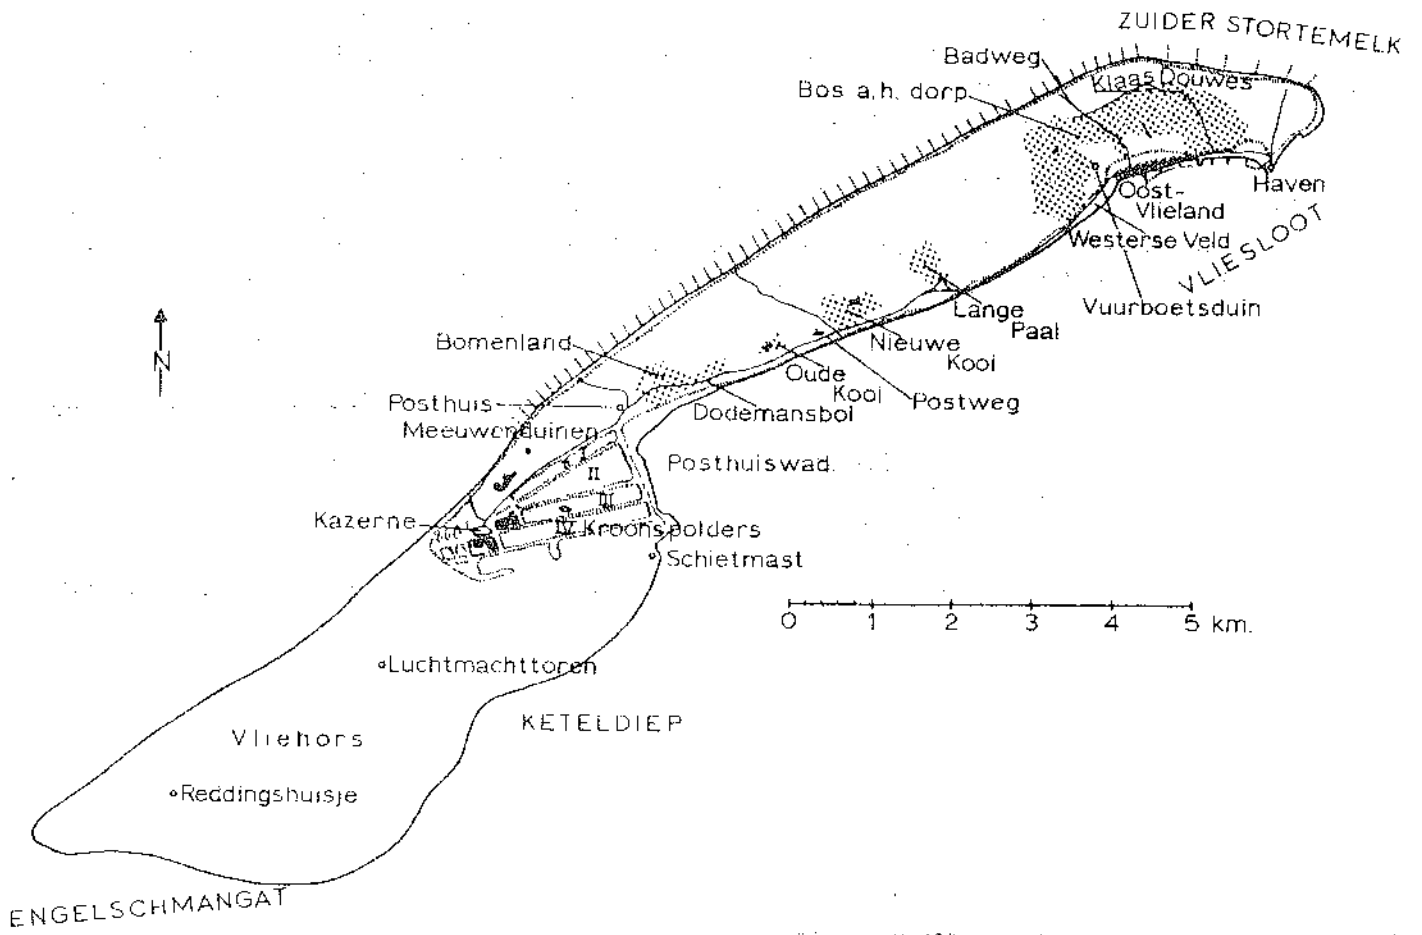 ZUIDER STORTEMELK
Badweg
Klaas Douwes
Bos a.h. dorp
Haven
Oost-
Vlieland
Westerse Veld
VLIESLOOT
Vuurboetsduin
Lange
Paal
Nieuwe
Kooi
Bomenland
N
Oude
Kooi
Postweg
Posthuis
Dodemansbol
Meeuwenduinen
I
II
III
IV
Posthuiswad
Kazerne
Kroonspolders
Schietmast
0 1 2 3 4 5 km.
Luchtmachttoren
KETELDIEP
Vliehors
Reddingshuisje
ENGELSCHMANGAT